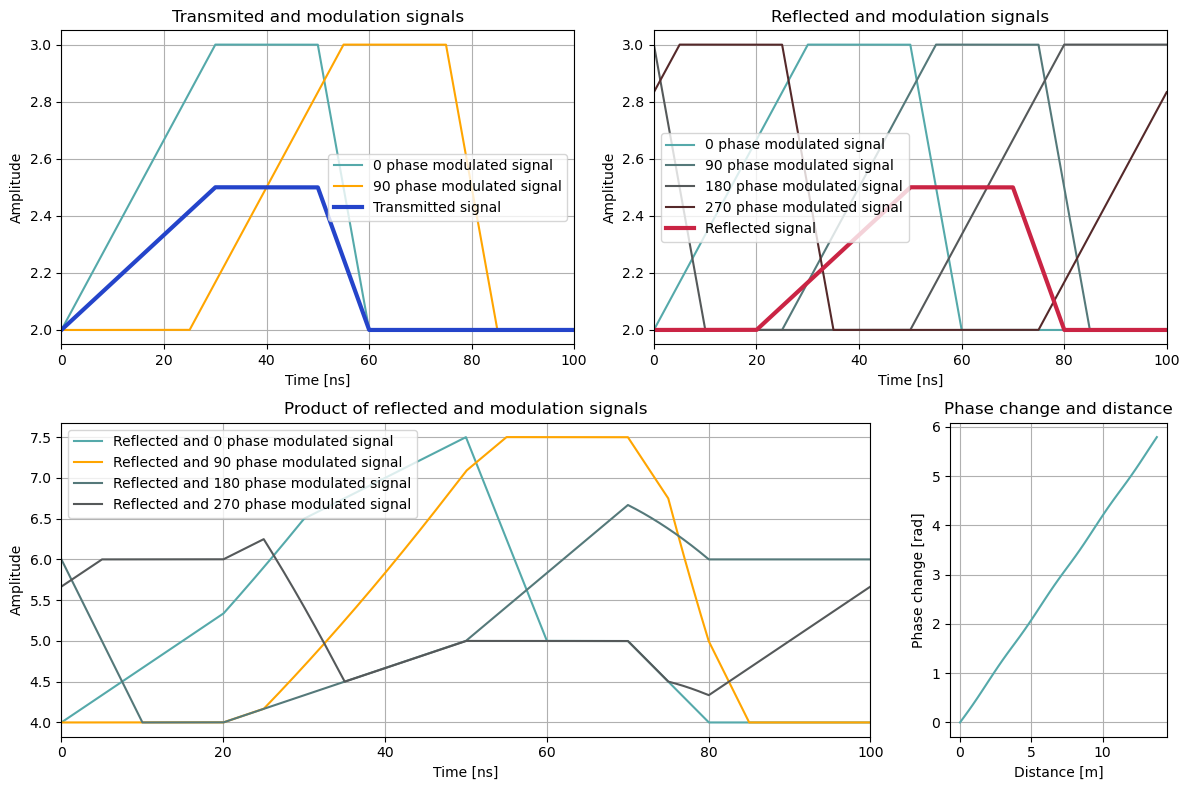 Transmited and modulation signals
Amplitude
3.0
2.8
2.6
2.4
2.2
2.0
0 phase modulated signal
90 phase modulated signal
Transmitted signal
0 20 40 60 80 100
Time [ns]
Reflected and modulation signals
Amplitude
3.0
2.8
2.6
2.4
2.2
2.0
0 phase modulated signal
90 phase modulated signal
180 phase modulated signal
270 phase modulated signal
Reflected signal
0 20 40 60 80 100
Time [ns]
Product of reflected and modulation signals
Amplitude
7.5
7.0
6.5
6.0
5.5
5.0
4.5
4.0
Reflected and 0 phase modulated signal
Reflected and 90 phase modulated signal
Reflected and 180 phase modulated signal
Reflected and 270 phase modulated signal
0 20 40 60 80 100
Time [ns]
Phase change and distance
Phase change [rad]
6
5
4
3
2
1
0
0 5 10
Distance [m]